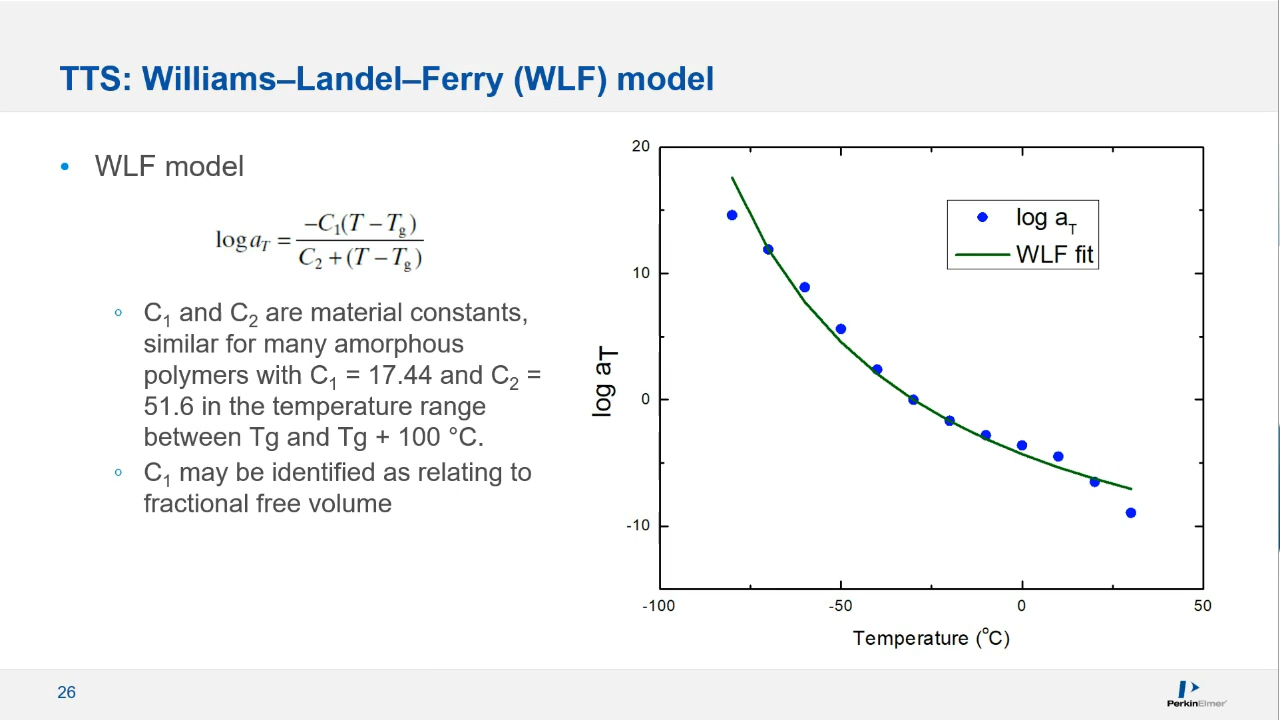 TTS: Williams–Landel–Ferry (WLF) model
• WLF model
log a_T = −C₁(T − T_g) / C₂ + (T − T_g)
C₁ and C₂ are material constants,
similar for many amorphous
polymers with C₁ = 17.44 and C₂ =
51.6 in the temperature range
between Tg and Tg + 100 °C.
C₁ may be identified as relating to
fractional free volume
20
10
0
-10
log a_T
log a_T
WLF fit
-100
-50
0
50
Temperature (°C)
26
PerkinElmer